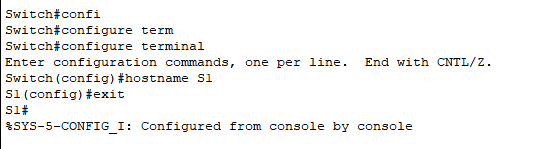 Switch#confi
Switch#configure term
Switch#configure terminal
Enter configuration commands, one per line.  End with CNTL/Z.
Switch(config)#hostname S1
S1(config)#exit
S1#
%SYS-5-CONFIG_I: Configured from console by console